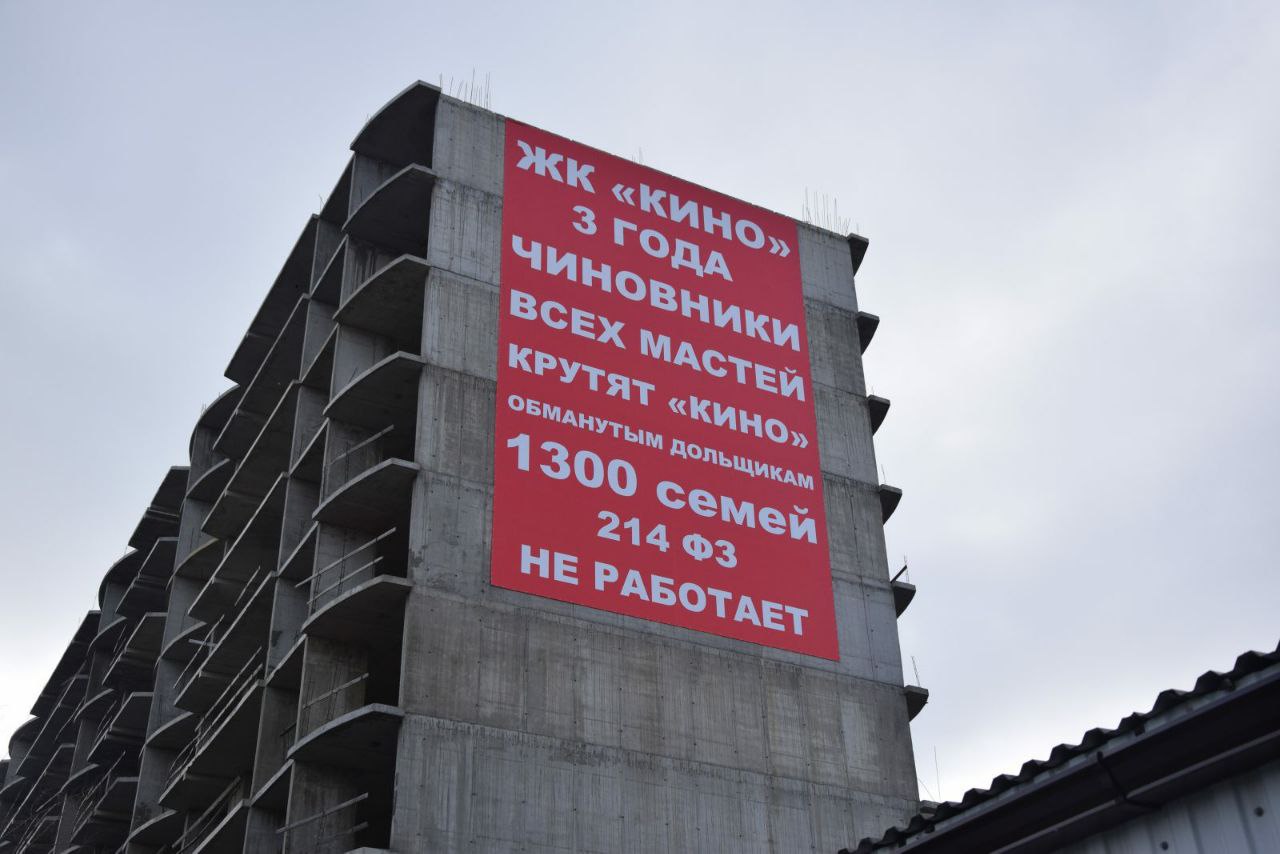 ЖК «КИНО»
3 ГОДА
ЧИНОВНИКИ
ВСЕХ МАСТЕЙ
КРУТЯТ «КИНО»
ОБМАНУТЫМ ДОЛЬЩИКАМ
1300 семей
214 ФЗ
НЕ РАБОТАЕТ